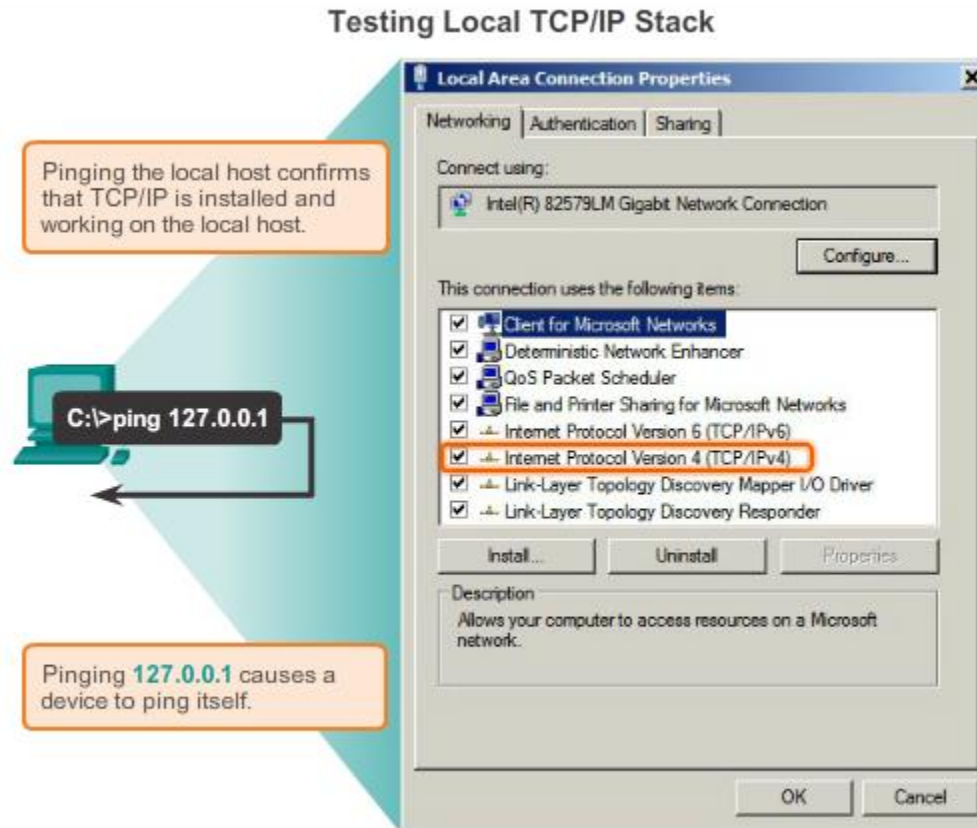 Testing Local TCP/IP Stack
Pinging the local host confirms
that TCP/IP is installed and
working on the local host.
C:\>ping 127.0.0.1
Pinging 127.0.0.1 causes a
device to ping itself.
Local Area Connection Properties
Networking
Authentication
Sharing
Connect using:
Intel(R) 82579LM Gigabit Network Connection
Configure...
This connection uses the following items:
Client for Microsoft Networks
Deterministic Network Enhancer
QoS Packet Scheduler
File and Printer Sharing for Microsoft Networks
Internet Protocol Version 6 (TCP/IPv6)
Internet Protocol Version 4 (TCP/IPv4)
Link-Layer Topology Discovery Mapper I/O Driver
Link-Layer Topology Discovery Responder
Install...
Uninstall
Properties
Description
Allows your computer to access resources on a Microsoft
network.
OK
Cancel